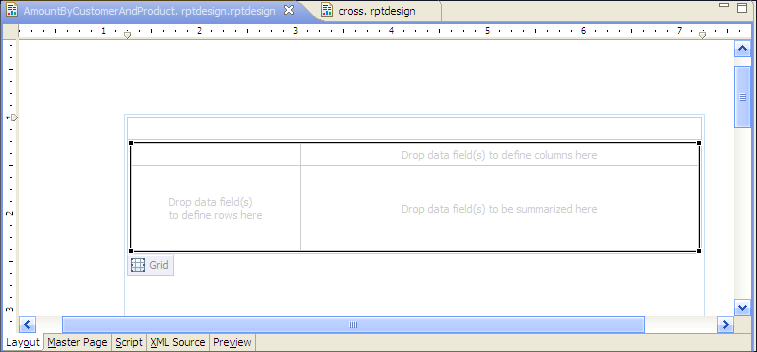 AmountByCustomerAndProduct. rptdesign.rptdesign cross. rptdesign
1 2 3 4 5 6 7
Drop data field(s) to define columns here
Drop data field(s)
to define rows here
Drop data field(s) to be summarized here
2
Grid
3
Layout Master Page Script XML Source Preview